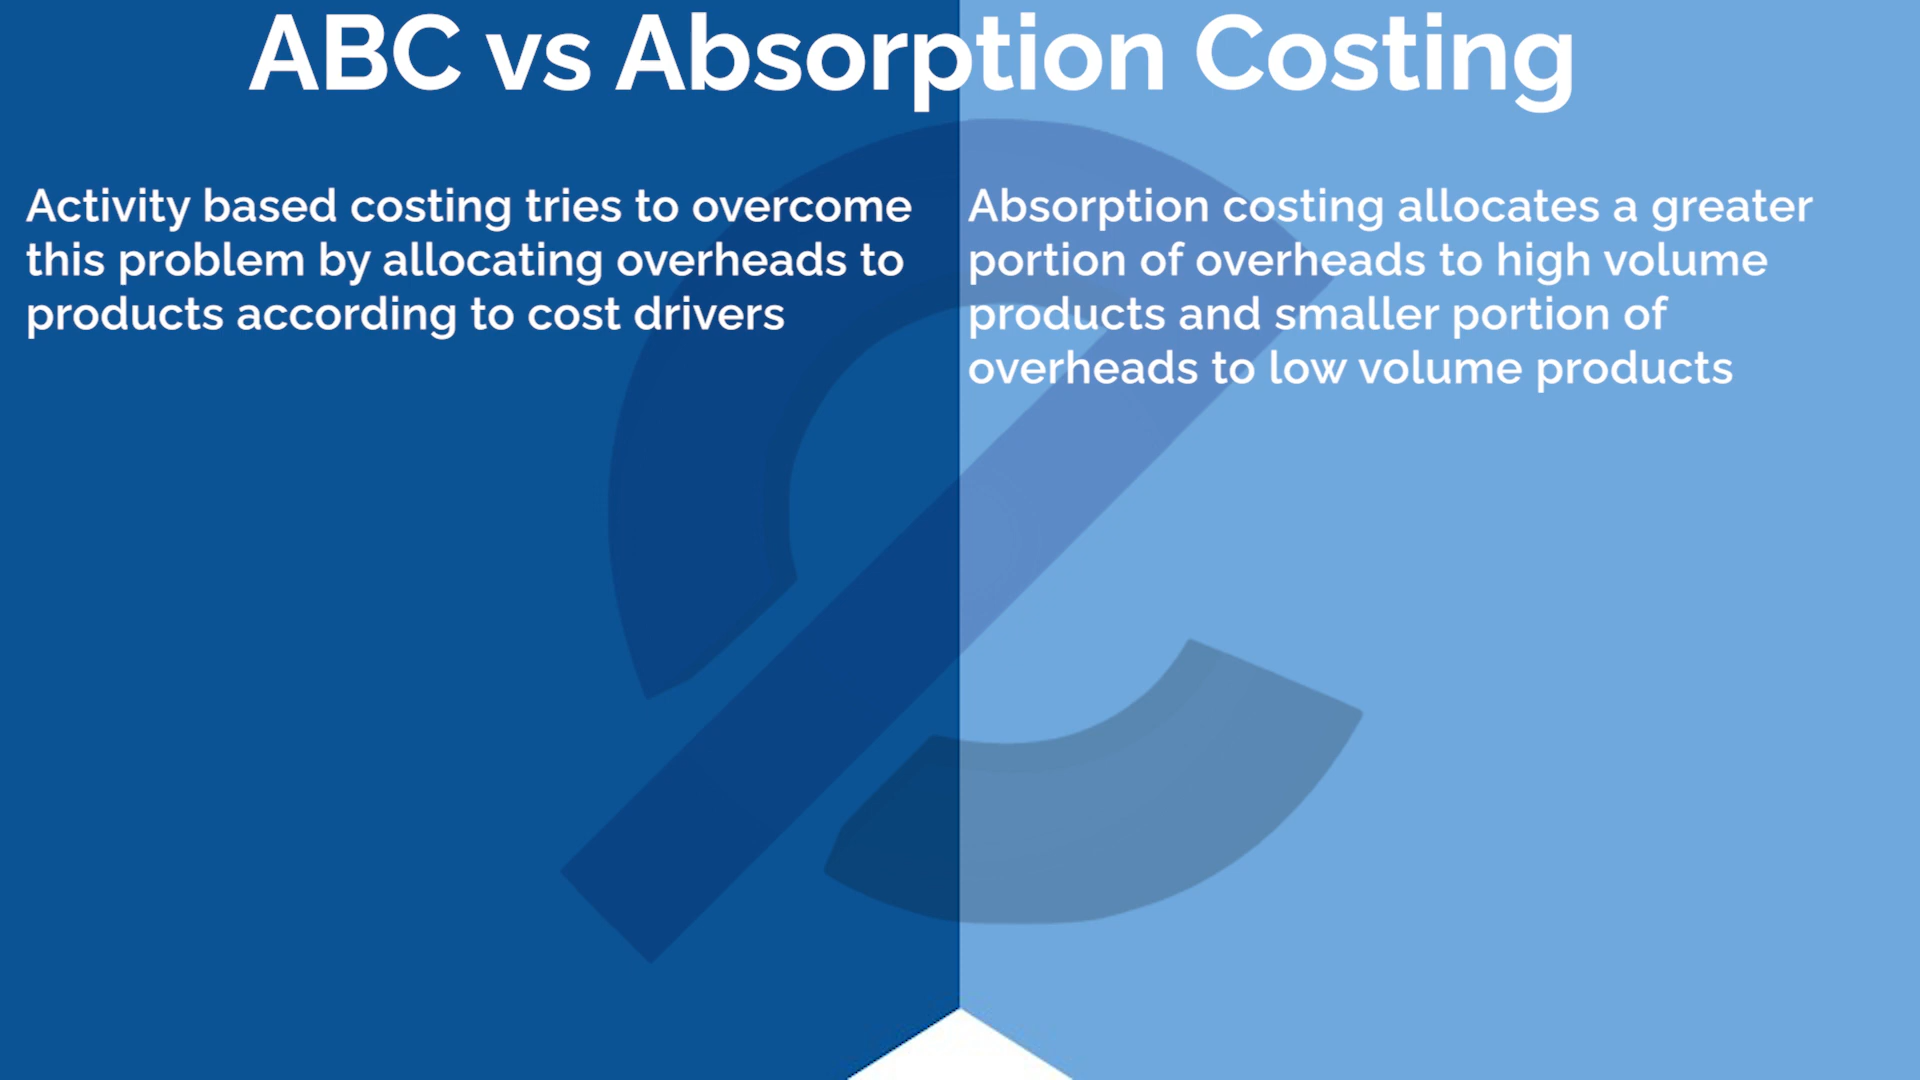 ABC vs Absorption Costing
Activity based costing tries to overcome
this problem by allocating overheads to
products according to cost drivers
Absorption costing allocates a greater
portion of overheads to high volume
products and smaller portion of
overheads to low volume products